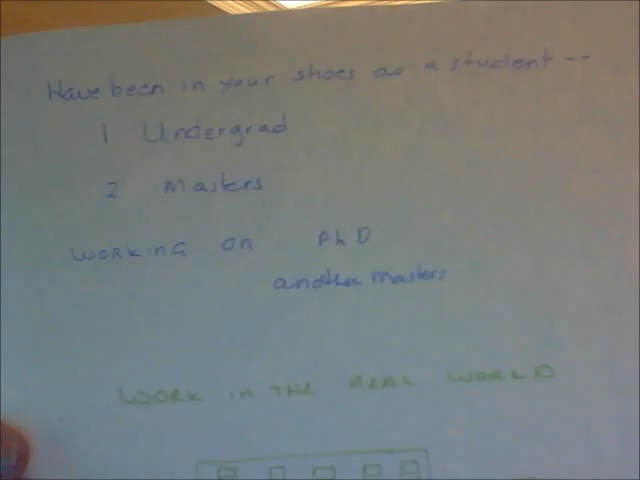 Have been in your shoes as a student --
1 Undergrad
2 Masters
WORKING ON PhD
another masters
WORK IN THE REAL WORLD